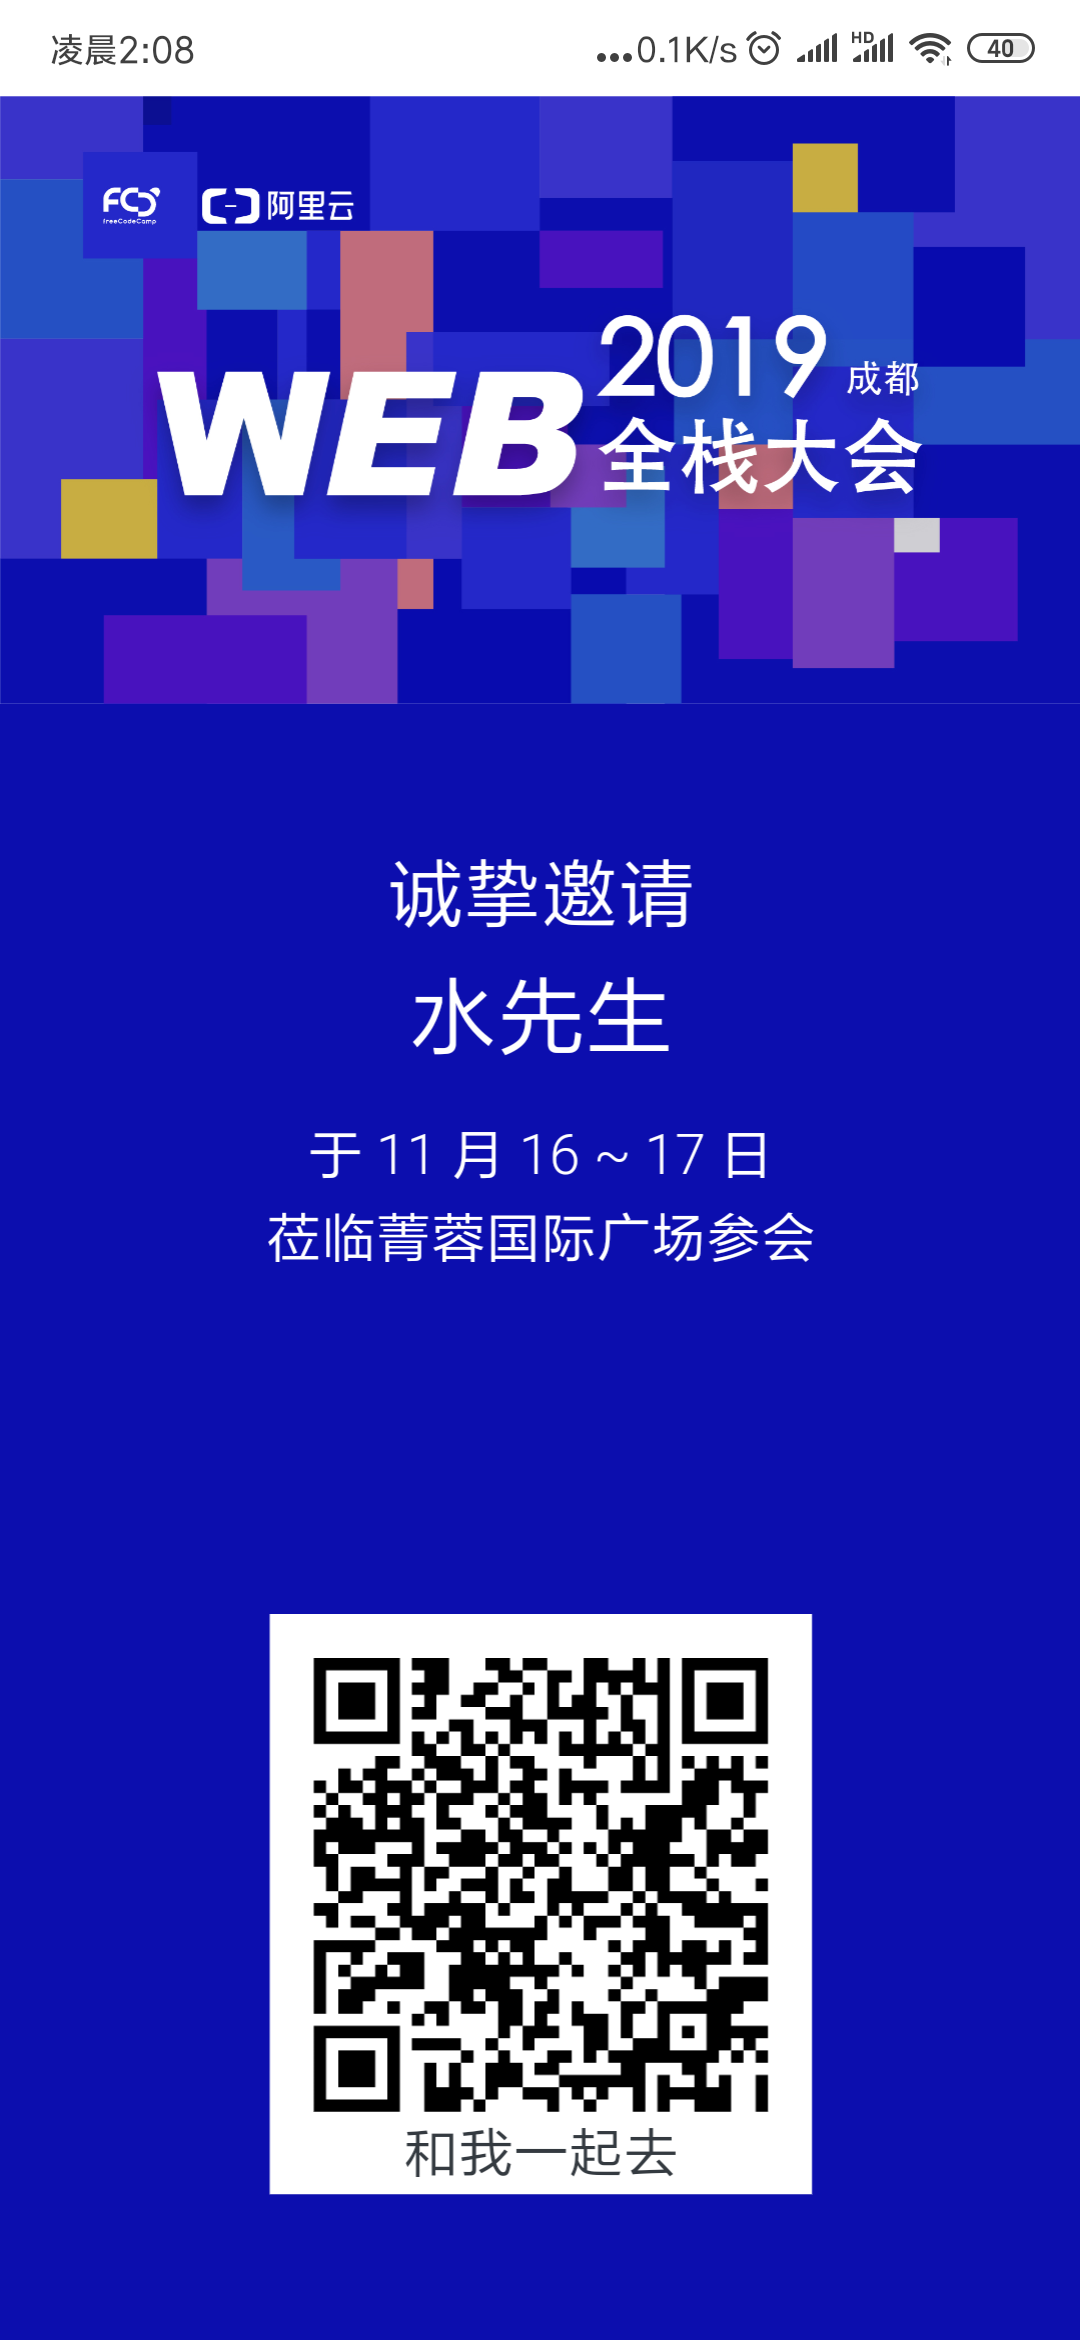 凌晨2:08
...0.1K/s
HD
40
freeCodeCamp
阿里云
WEB
2019 成都
全栈大会
诚挚邀请
水先生
于 11 月 16 ~ 17 日
莅临菁蓉国际广场参会
和我一起去